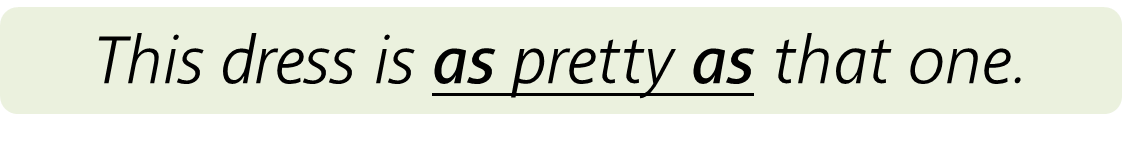 This dress is as pretty as that one.